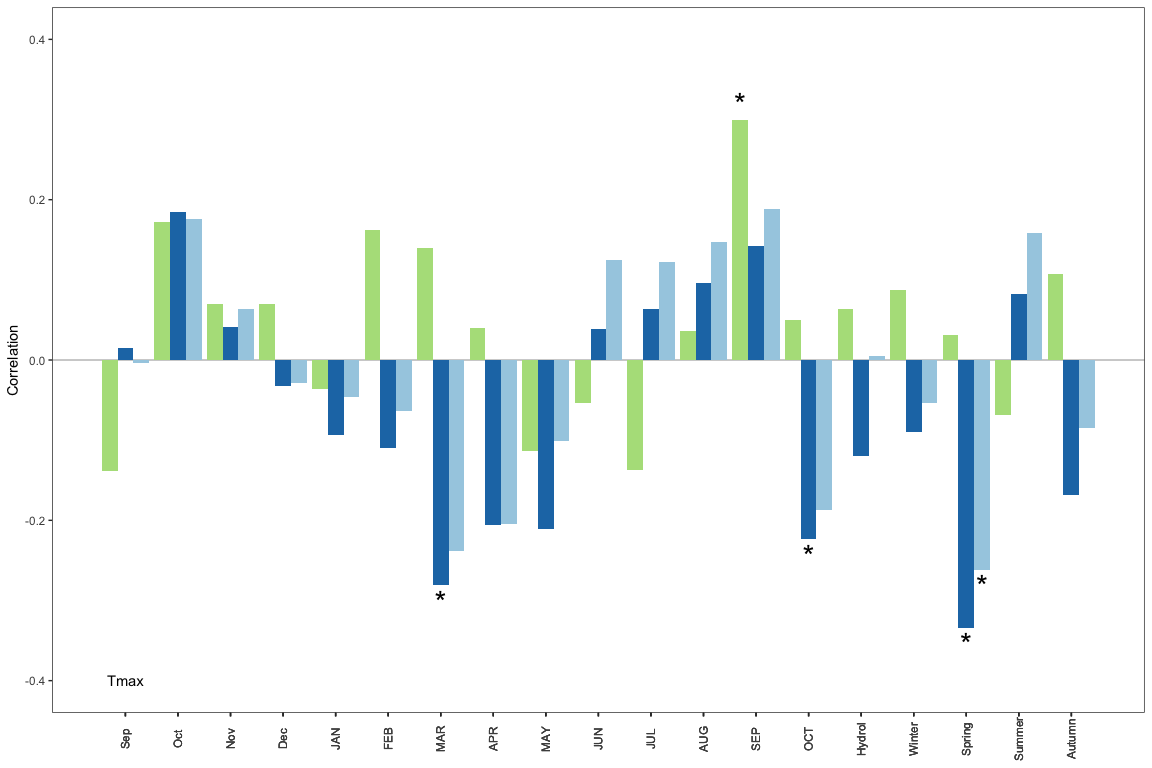 Correlation
0.4
0.2
0.0
-0.2
-0.4
*
*
*
*
*
Tmax
Sep
Oct
Nov
Dec
JAN
FEB
MAR
APR
MAY
JUN
JUL
AUG
SEP
OCT
Hydrol
Winter
Spring
Summer
Autumn